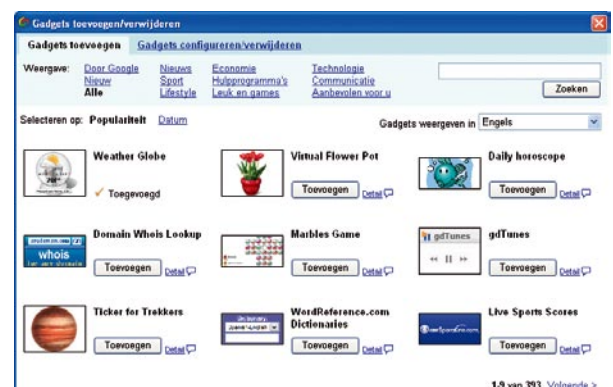 Gadgets toevoegen/verwijderen
Gadgets toevoegen Gadgets configureren/verwijderen
Weergave: Door Google Nieuws Economie Technologie
Nieuw Sport Hulpprogramma's Communicatie
Alle Lifestyle Leuk en games Aanbevolen voor u
Zoeken
Selecteren op: Populariteit Datum Gadgets weergeven in Engels
Weather Globe Virtual Flower Pot Daily horoscope
Toegevoegd Toevoegen Detail Toevoegen Detail
Domain Whois Lookup Marbles Game gdTunes
whois gdTunes
Toevoegen Detail Toevoegen Detail Toevoegen Detail
Ticker for Trekkers WordReference.com Live Sports Scores
Dictionaries
Toevoegen Detail Toevoegen Detail Toevoegen Detail
1-9 van 393 Volgende >